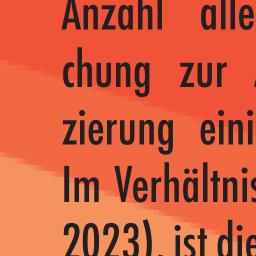 Anzahl alle
chung zur
zierung eini
Im Verhältnis
2023), ist die